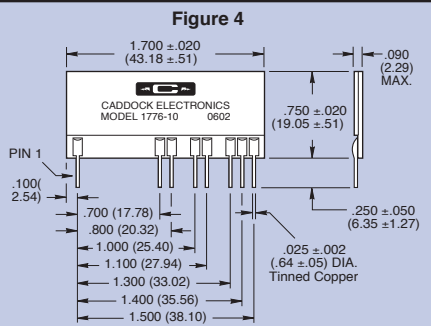 Figure 4
1.700 ±.020
(43.18 ±.51)
.090
(2.29)
MAX.
C
CADDOCK ELECTRONICS
MODEL 1776-10 0602
.750 ±.020
(19.05 ±.51)
PIN 1
.100(
2.54)
.700 (17.78)
.800 (20.32)
1.000 (25.40)
1.100 (27.94)
1.300 (33.02)
1.400 (35.56)
1.500 (38.10)
.250 ±.050
(6.35 ±1.27)
.025 ±.002
(.64 ±.05) DIA.
Tinned Copper